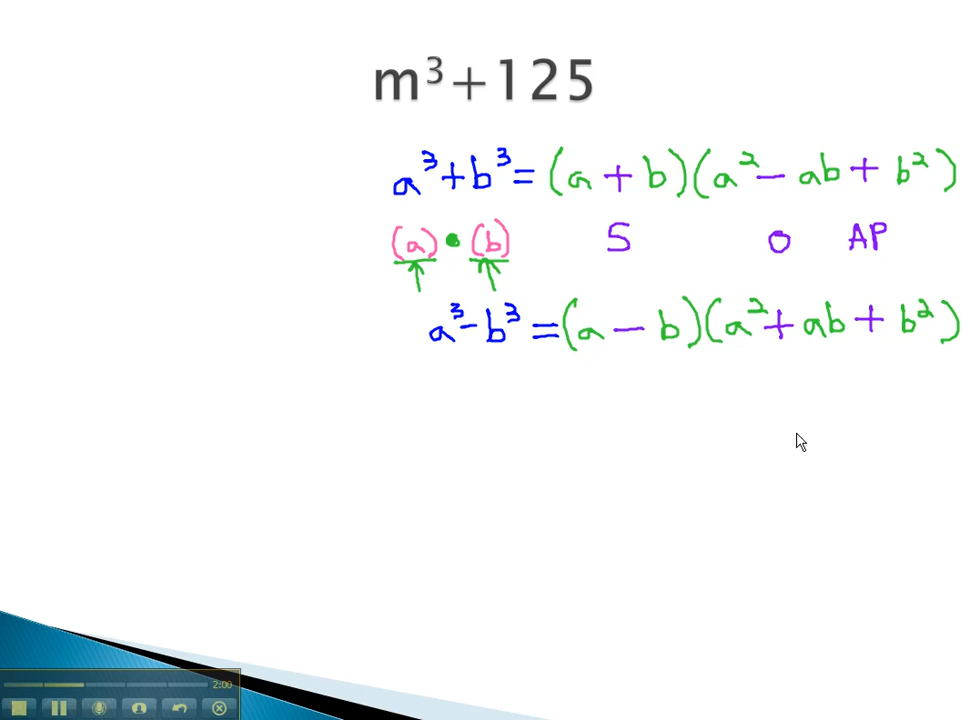 m³+125
a³+b³=(a + b)(a² - ab + b²)
(a) • (b) S O AP
a³-b³=(a - b)(a² + ab + b²)
2:00